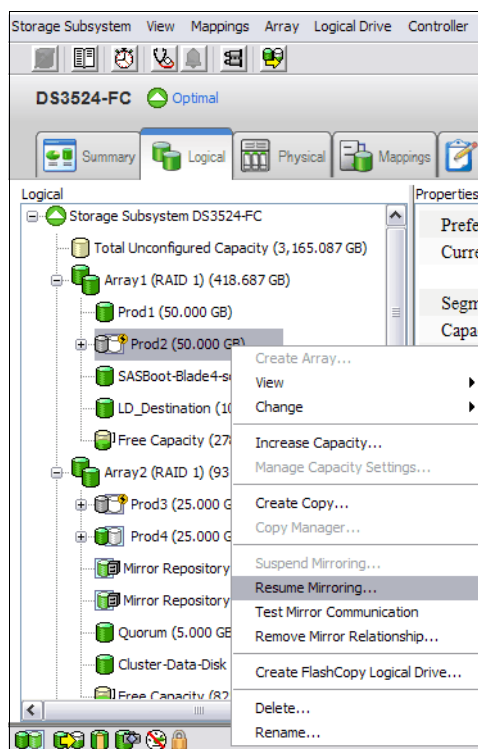 Storage Subsystem View Mappings Array Logical Drive Controller
DS3524-FC Optimal
Summary Logical Physical Mappings
Logical
Properties
Storage Subsystem DS3524-FC
Total Unconfigured Capacity (3,165.087 GB)
Array1 (RAID 1) (418.687 GB)
Prod1 (50.000 GB)
Prod2 (50.000 GB)
SASBoot-Blade4-s
LD_Destination (10
Free Capacity (278
Array2 (RAID 1) (93
Prod3 (25.000 G
Prod4 (25.000 G
Mirror Repository
Mirror Repository
Quorum (5.000 GB
Cluster-Data-Disk
Free Capacity (82
Prefe
Curre
Segm
Capa
Create Array...
View
Change
Increase Capacity...
Manage Capacity Settings...
Create Copy...
Copy Manager...
Suspend Mirroring...
Resume Mirroring...
Test Mirror Communication
Remove Mirror Relationship...
Create FlashCopy Logical Drive...
Delete...
Rename...